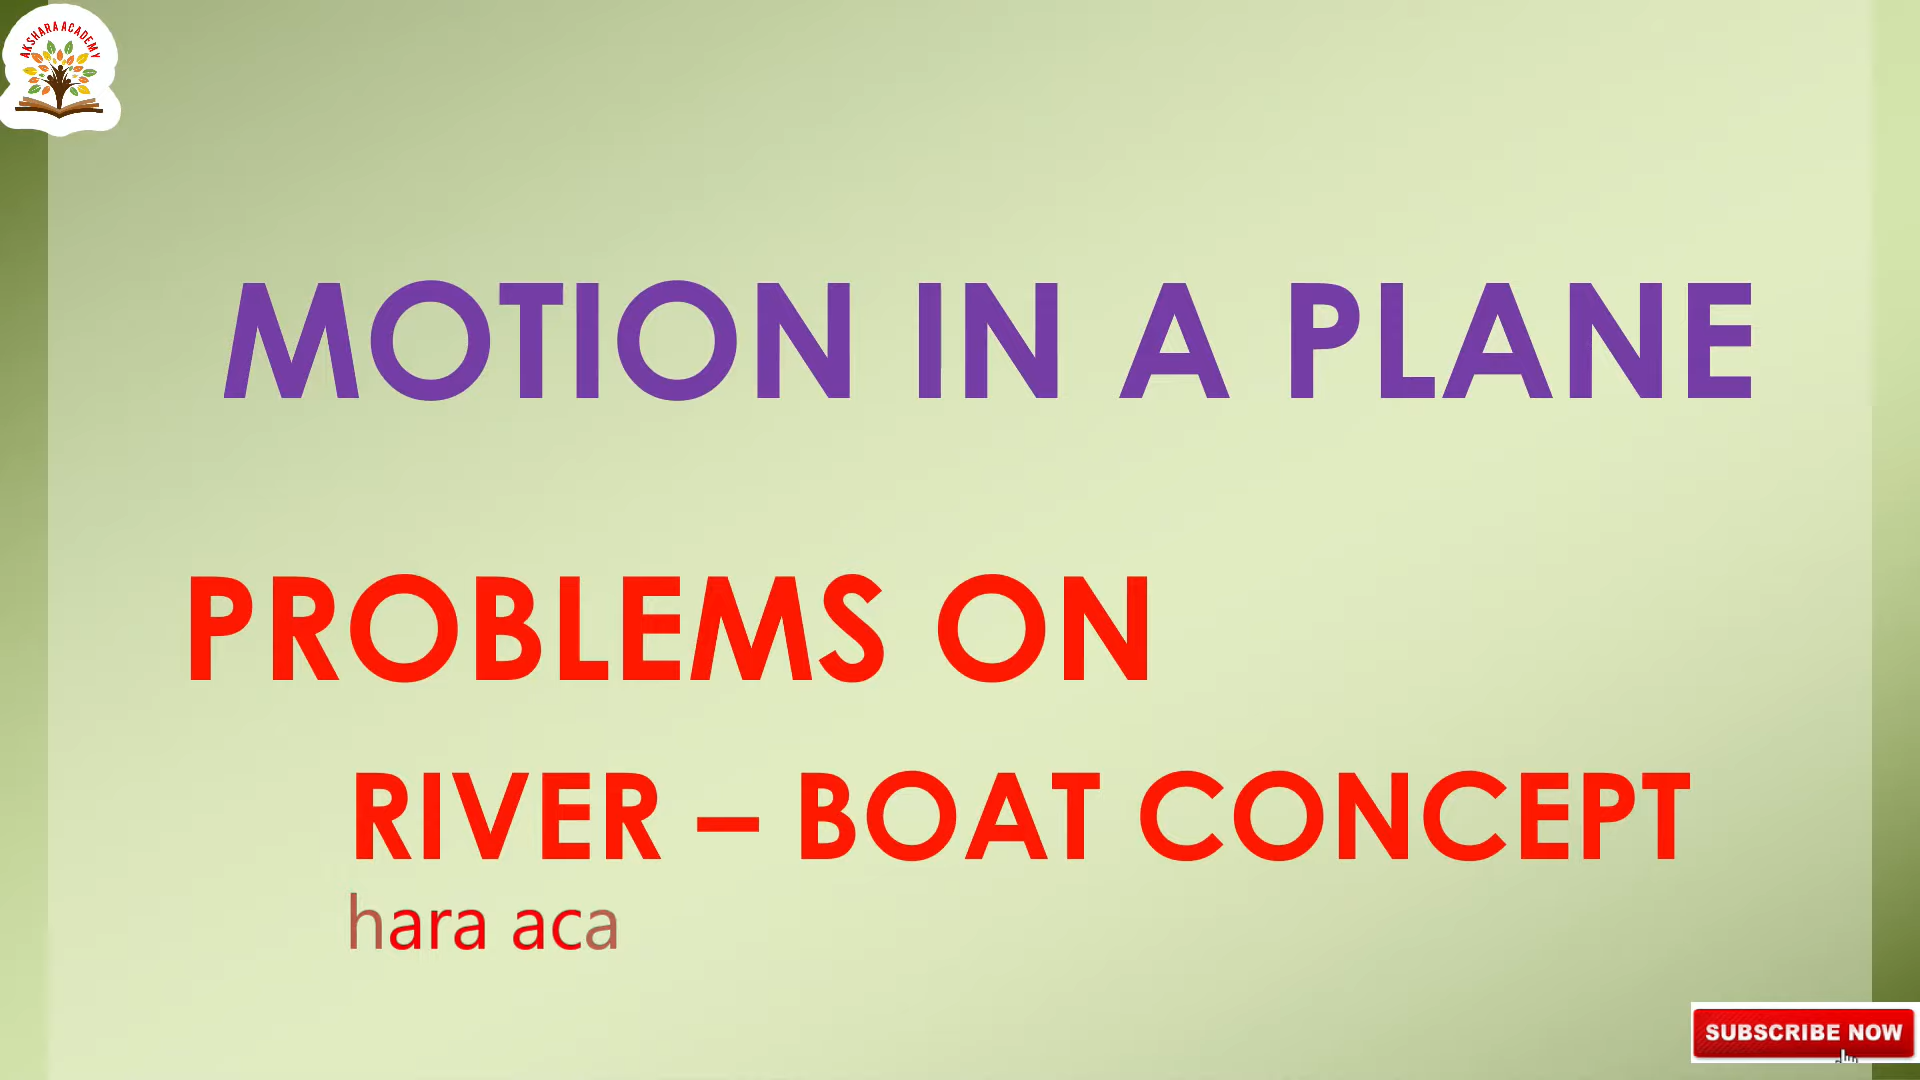 AKSHARA ACADEMY
MOTION IN A PLANE
PROBLEMS ON
RIVER – BOAT CONCEPT
hara aca
SUBSCRIBE NOW